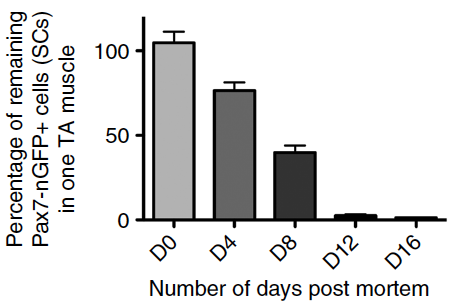 Percentage of remaining
Pax7-nGFP+ cells (SCs)
in one TA muscle
100
50
0
D0
D4
D8
D12
D16
Number of days post mortem